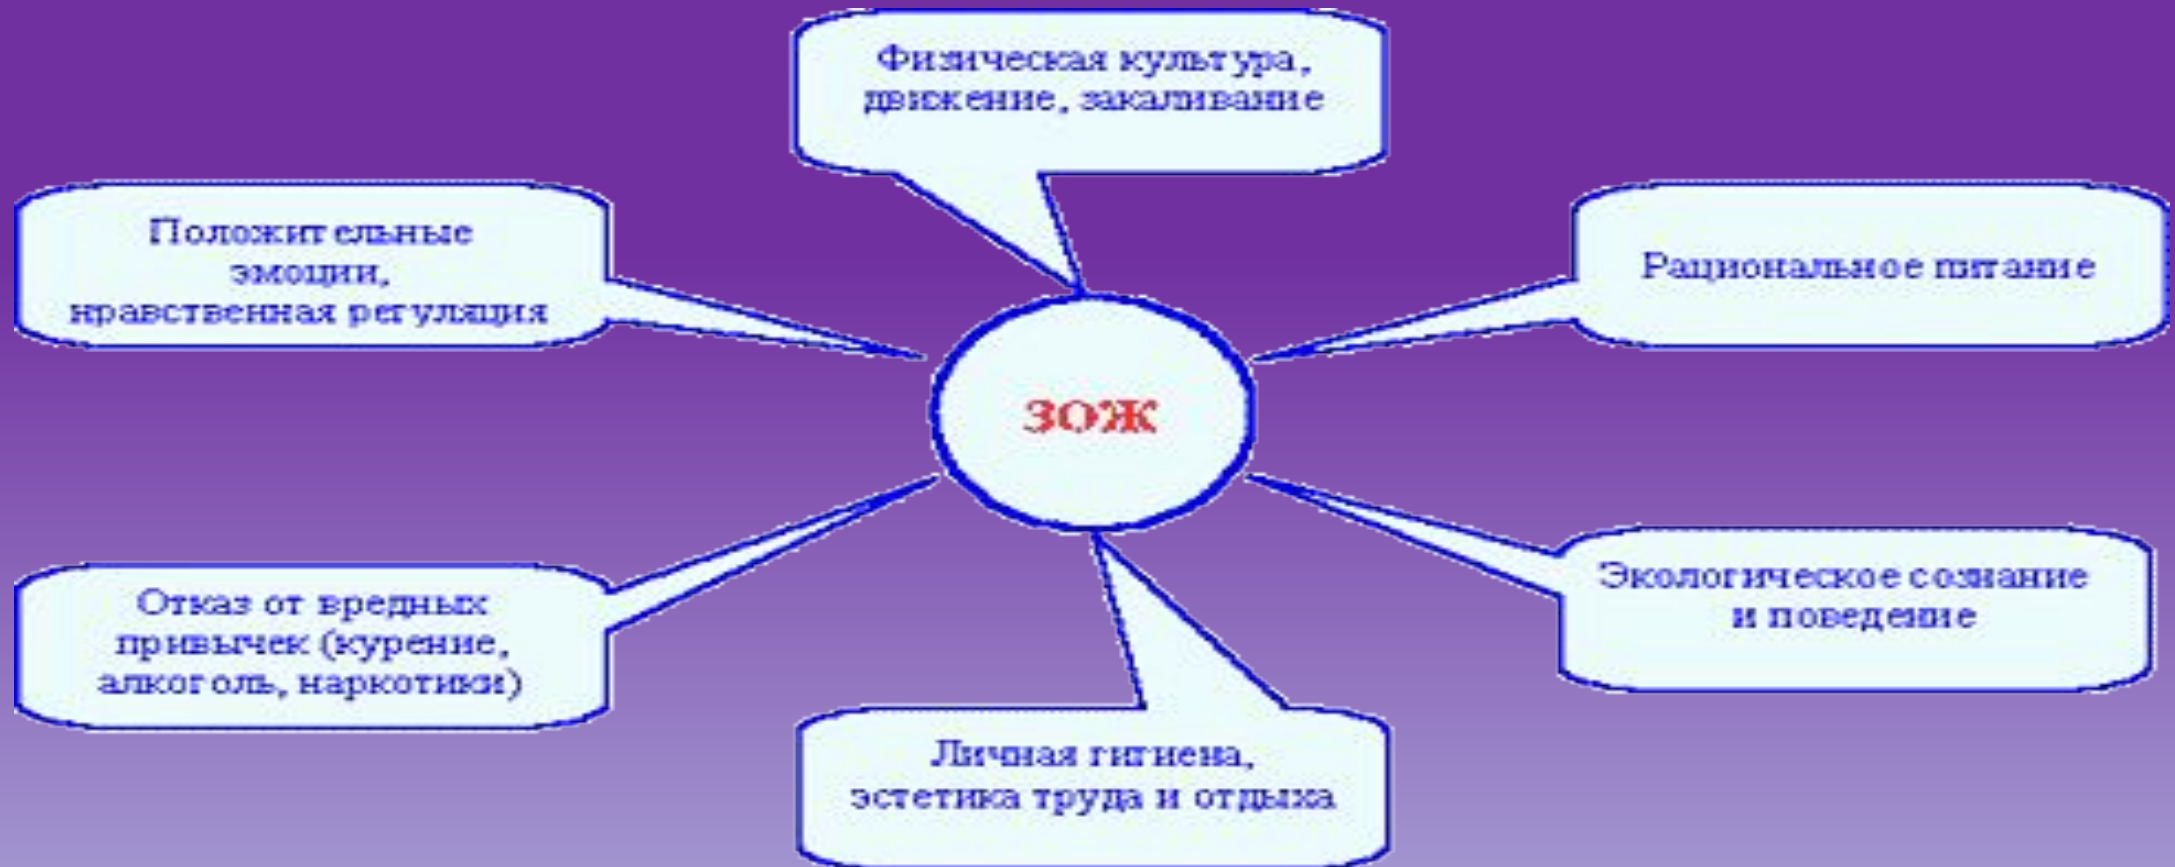 Физическая культура,
движение, закаливание
Положительные
эмоции,
нравственная регуляция
Рациональное питание
ЗОЖ
Отказ от вредных
привычек (курение,
алкоголь, наркотики)
Экологическое сознание
и поведение
Личная гигиена,
эстетика труда и отдыха